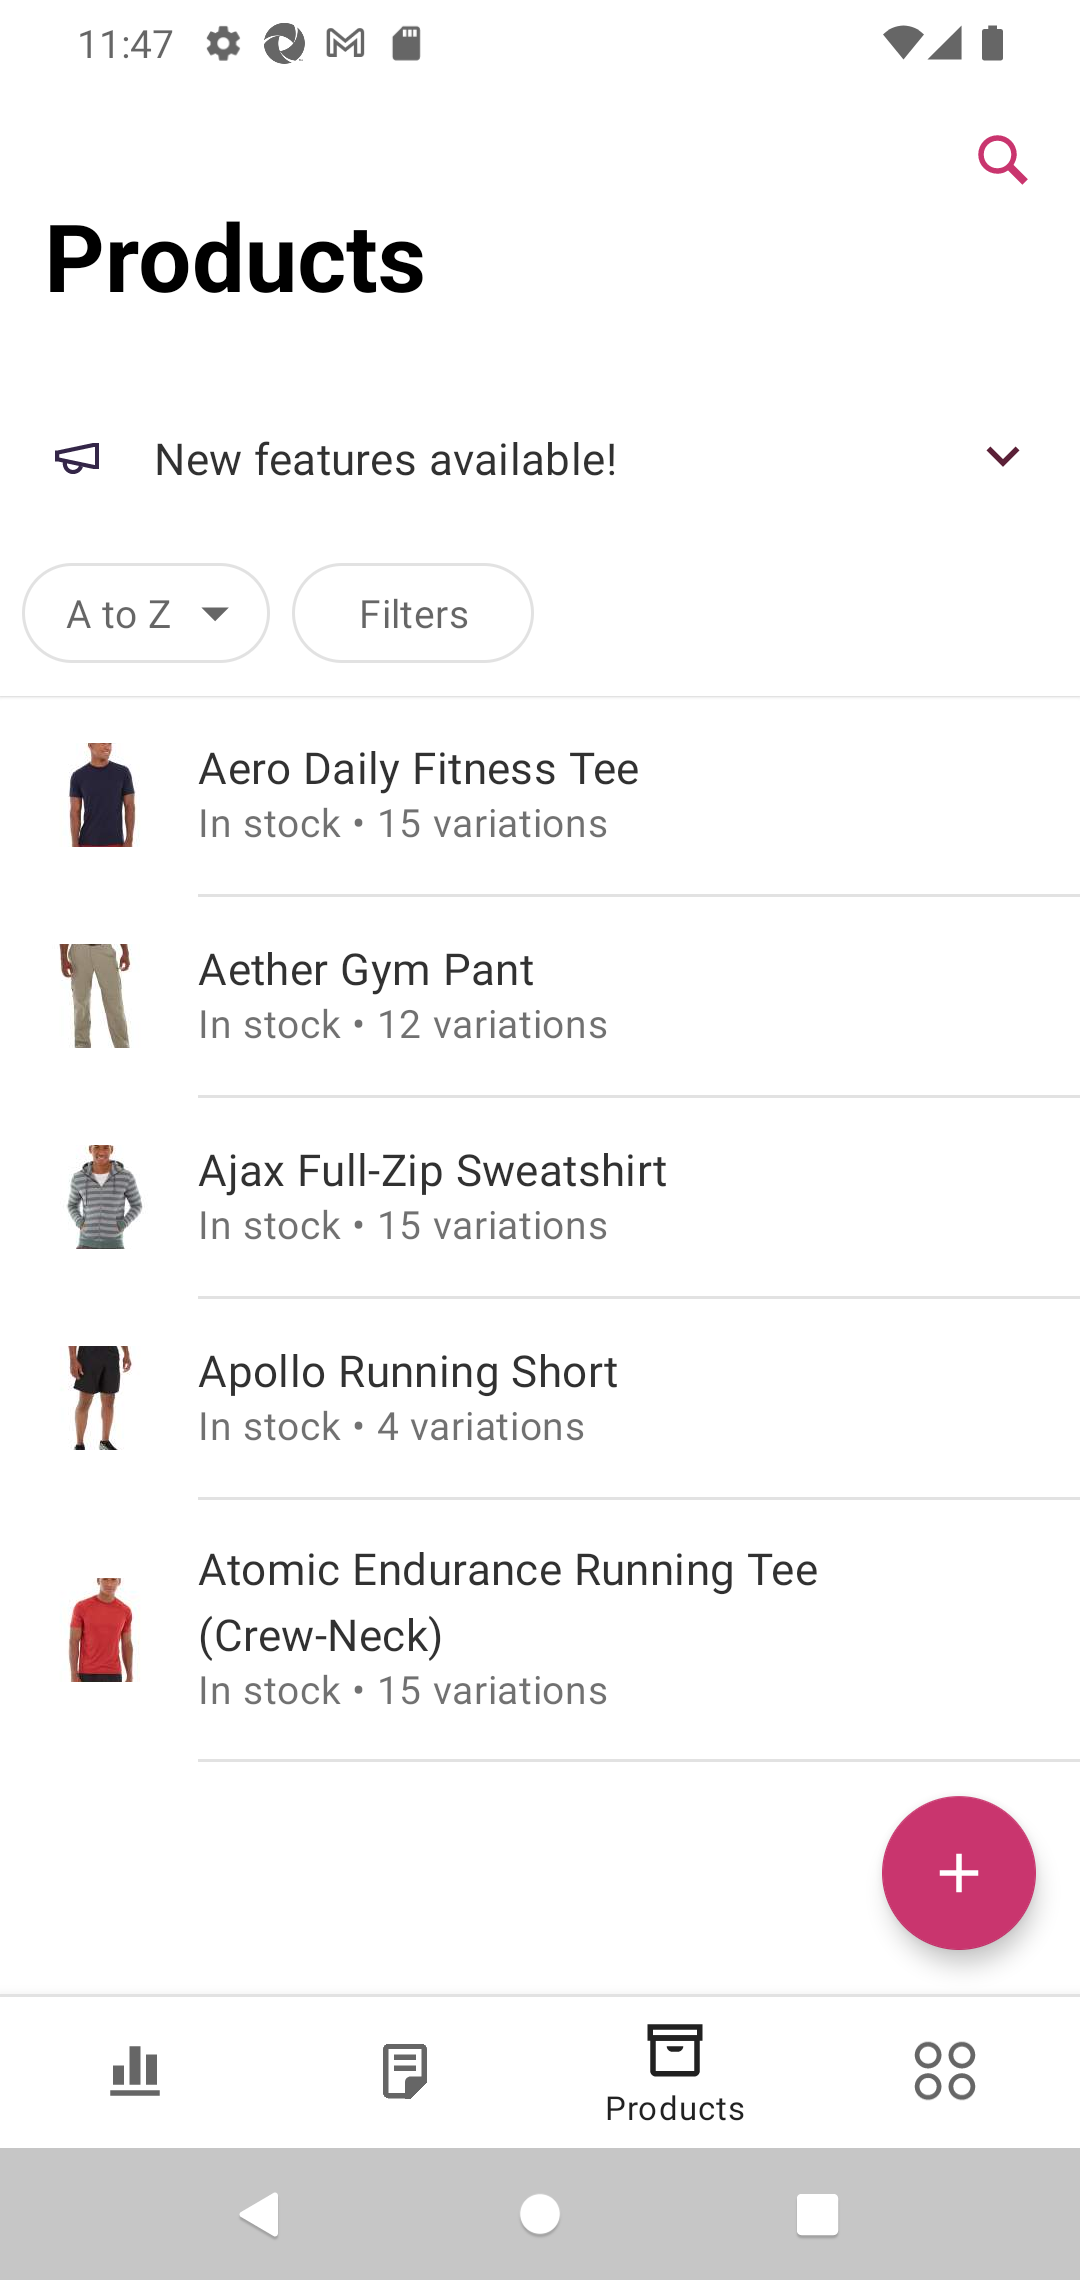 11:47
Products
New features available!
A to Z
Filters
Aero Daily Fitness Tee
In stock • 15 variations
Aether Gym Pant
In stock • 12 variations
Ajax Full-Zip Sweatshirt
In stock • 15 variations
Apollo Running Short
In stock • 4 variations
Atomic Endurance Running Tee
(Crew-Neck)
In stock • 15 variations
Products